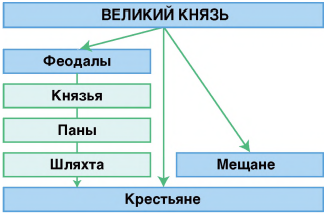 ВЕЛИКИЙ КНЯЗЬ
Феодалы
Князья
Паны
Шляхта
Мещане
Крестьяне